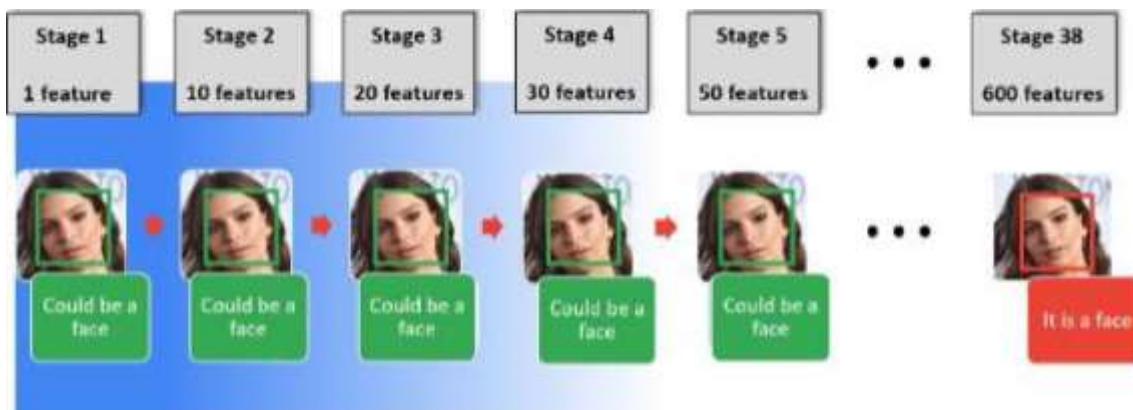 Stage 1
1 feature
Stage 2
10 features
Stage 3
20 features
Stage 4
30 features
Stage 5
50 features
• • •
Stage 38
600 features
• • •
Could be a
face
Could be a
face
Could be a
face
Could be a
face
Could be a
face
It is a face